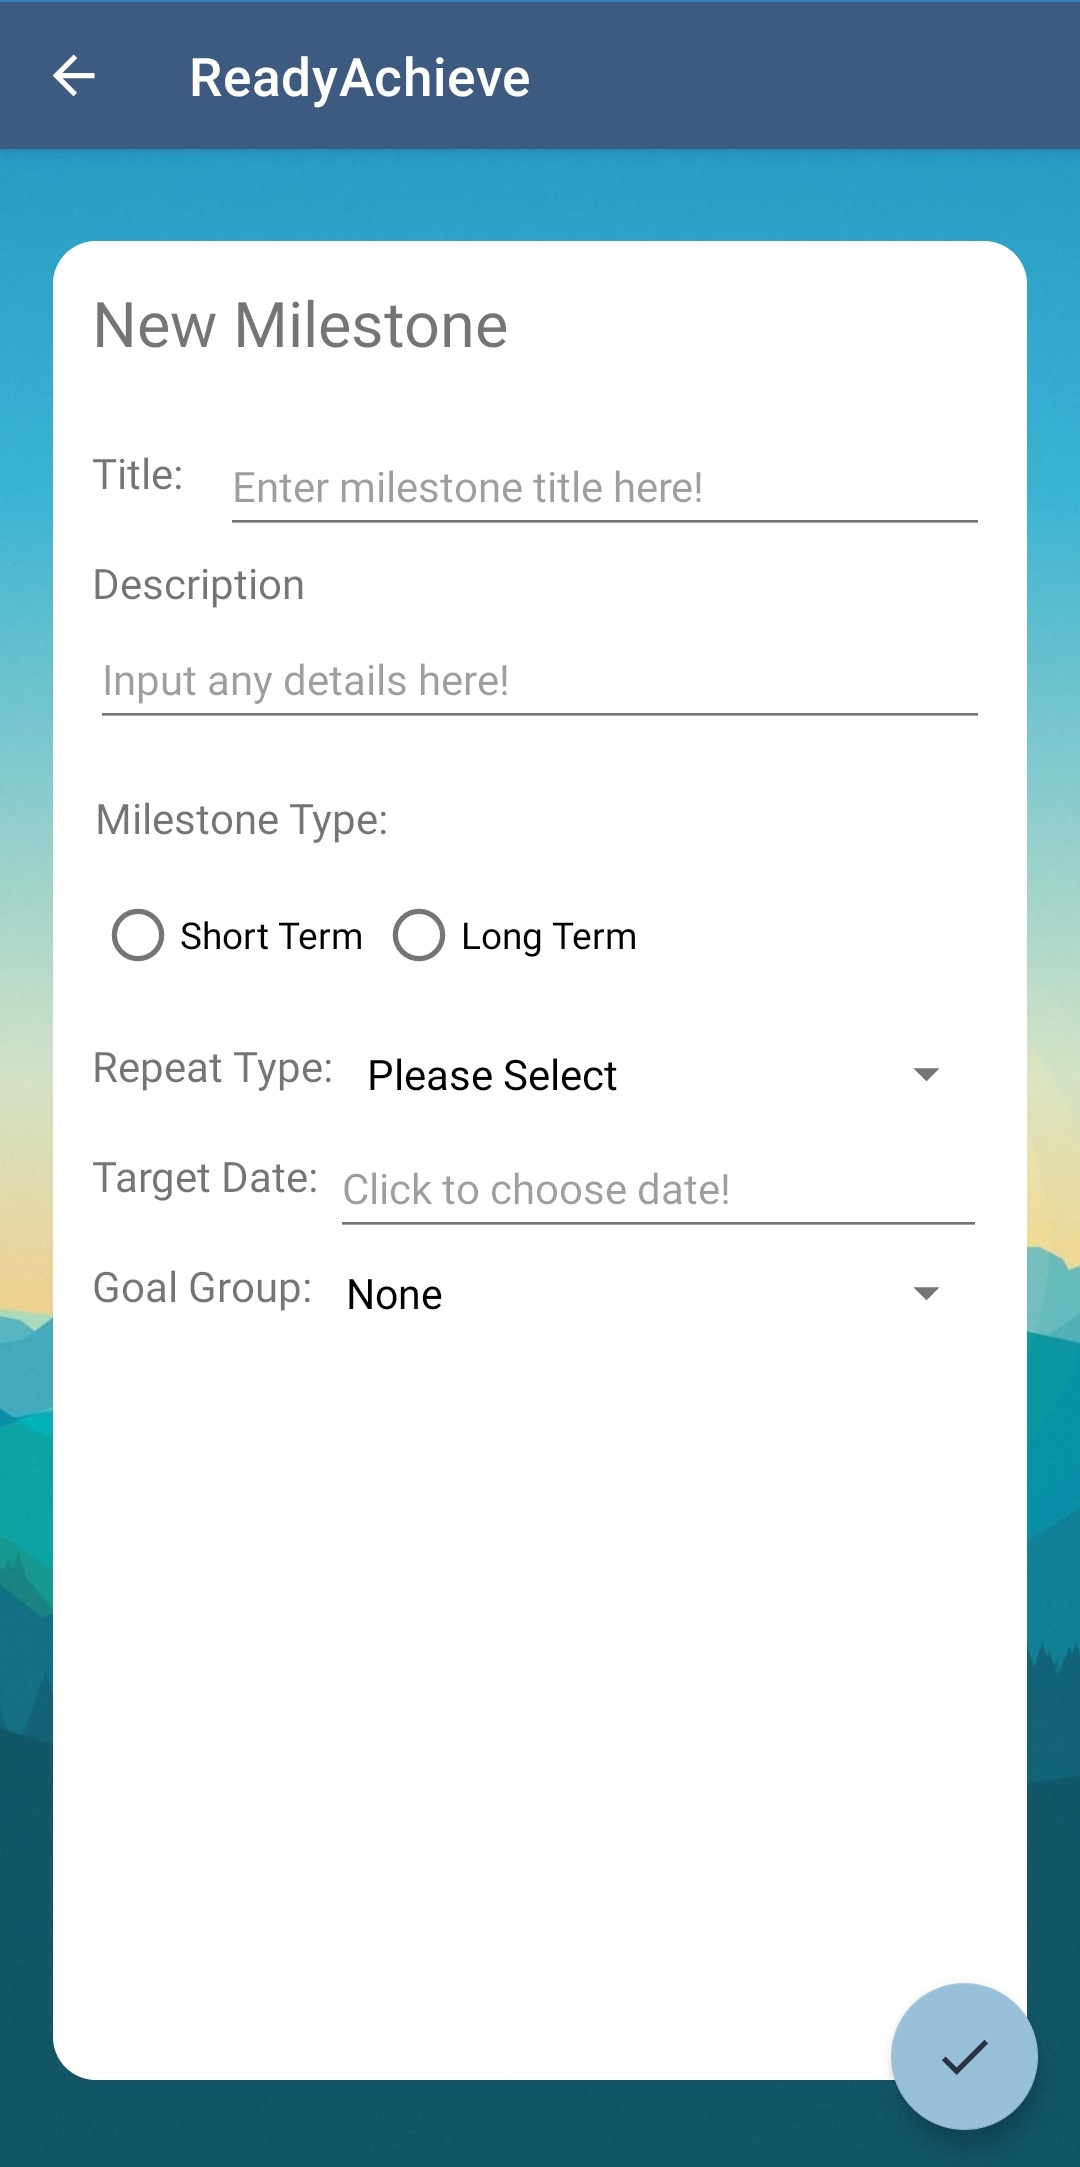 ReadyAchieve
New Milestone
Title: Enter milestone title here!
Description
Input any details here!
Milestone Type:
Short Term Long Term
Repeat Type: Please Select
Target Date: Click to choose date!
Goal Group: None